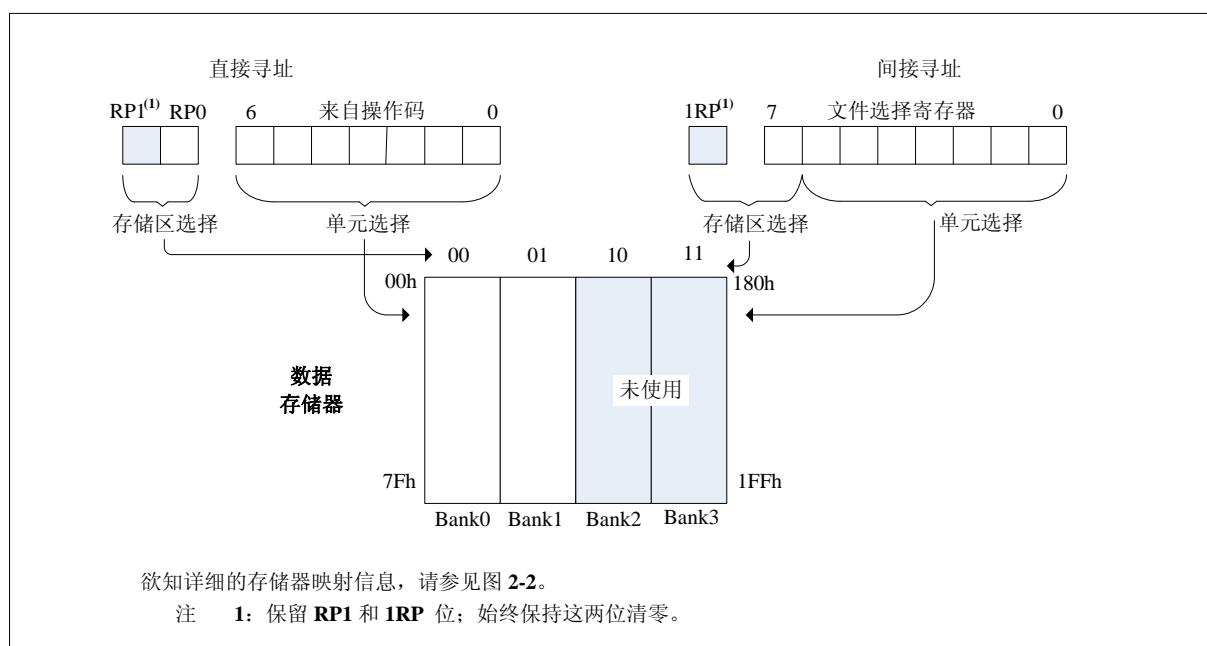 直接寻址 间接寻址
RP1(1) RP0 6 来自操作码 0 1RP(1) 7 文件选择寄存器 0
存储区选择 单元选择 存储区选择 单元选择
00 01 10 11
00h 180h
数据
存储器
未使用
7Fh 1FFh
Bank0 Bank1 Bank2 Bank3
欲知详细的存储器映射信息，请参见图 2-2。
注 1：保留 RP1 和 1RP 位；始终保持这两位清零。